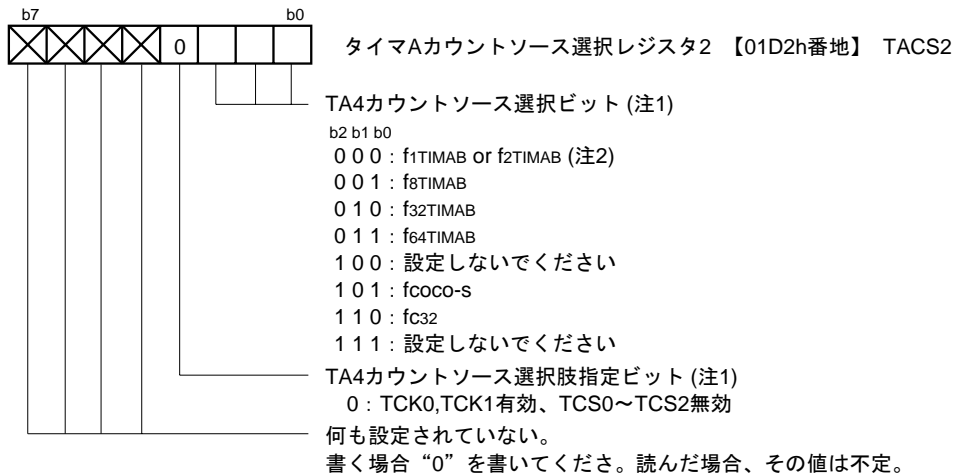 b7 b0
0 タイマAカウントソース選択レジスタ2 【01D2h番地】 TACS2
TA4カウントソース選択ビット (注1)
b2 b1 b0
0 0 0 : f1TIMAB or f2TIMAB (注2)
0 0 1 : f8TIMAB
0 1 0 : f32TIMAB
0 1 1 : f64TIMAB
1 0 0 : 設定しないでください
1 0 1 : fcoco-s
1 1 0 : fC32
1 1 1 : 設定しないでください
TA4カウントソース選択肢指定ビット (注1)
0 : TCK0,TCK1有効、TCS0～TCS2無効
何も設定されていない。
書く場合“0”を書いてくださ。読んだ場合、その値は不定。